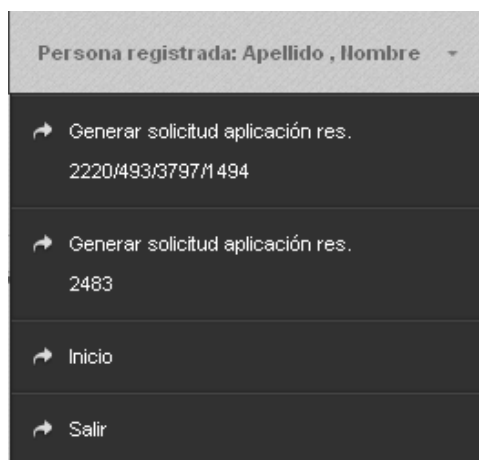 Persona registrada: Apellido , Nombre
Generar solicitud aplicación res.
2220/493/3797/1494
Generar solicitud aplicación res.
2483
Inicio
Salir